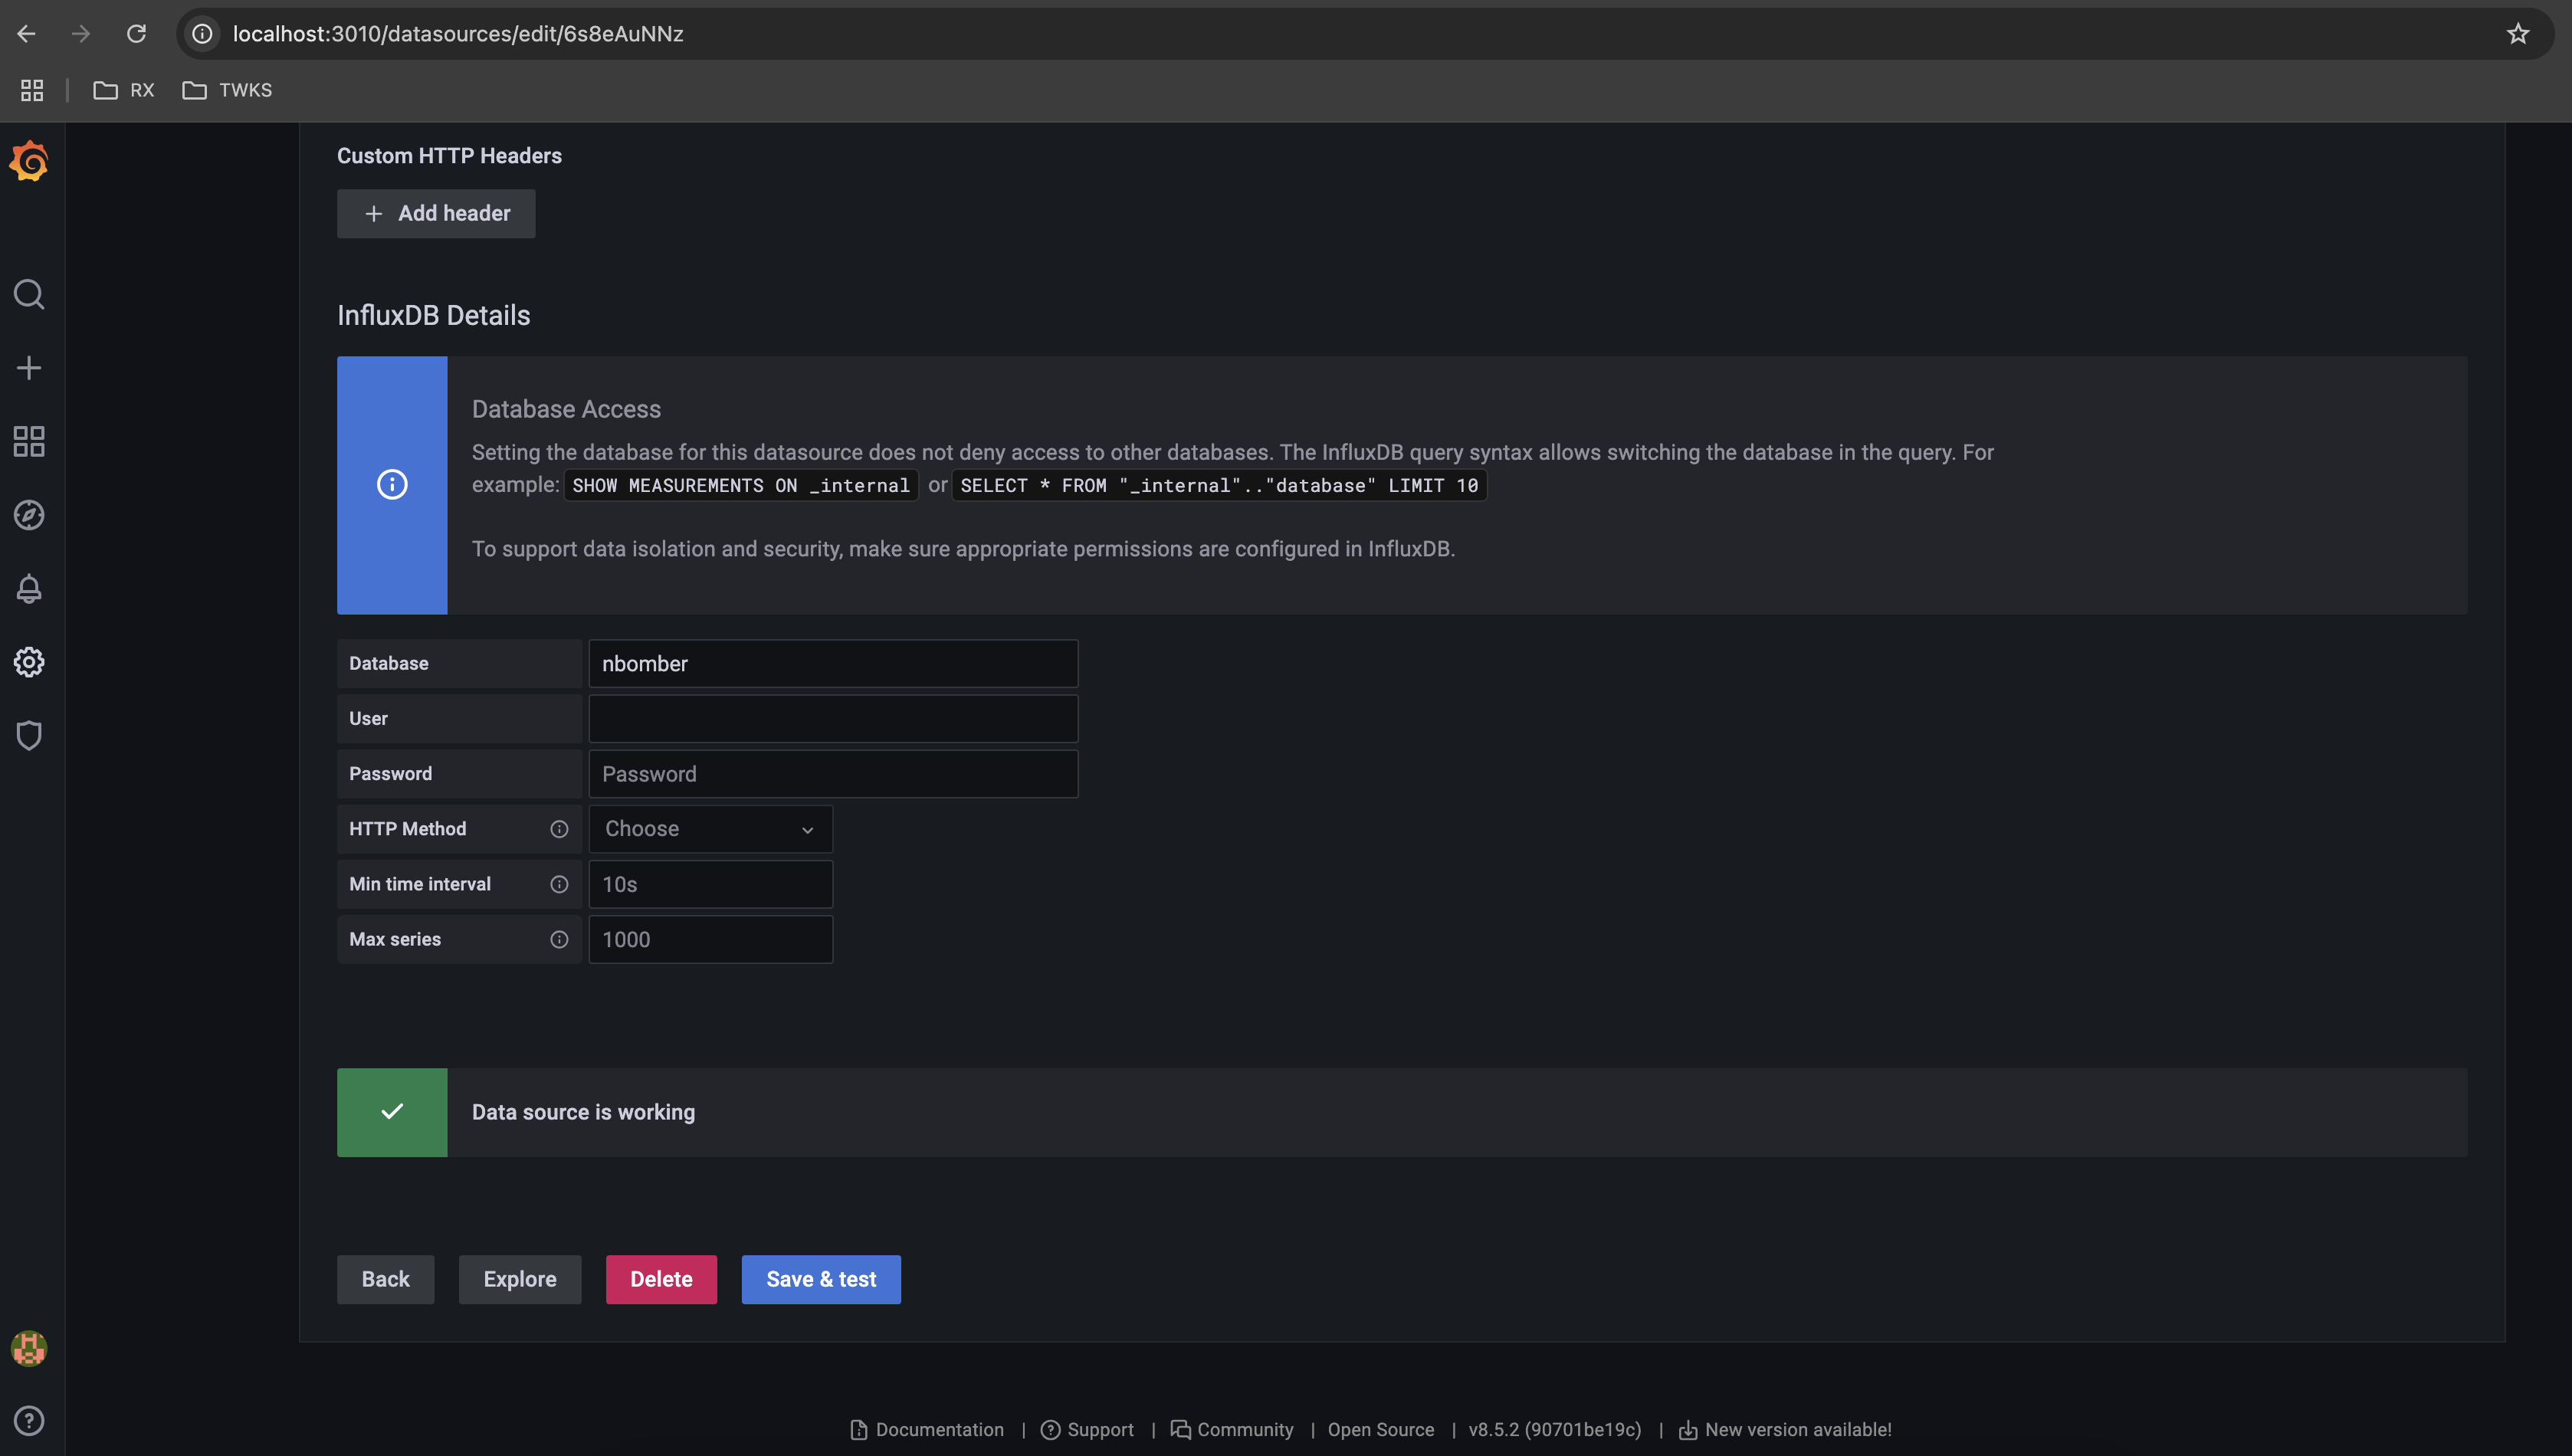 localhost:3010/datasources/edit/6s8eAuNNz
RX
TWKS
Custom HTTP Headers
Add header
InfluxDB Details
Database Access
Setting the database for this datasource does not deny access to other databases. The InfluxDB query syntax allows switching the database in the query. For
example: SHOW MEASUREMENTS ON _internal or SELECT * FROM "_internal".."database" LIMIT 10
To support data isolation and security, make sure appropriate permissions are configured in InfluxDB.
Database nbomber
User
Password Password
HTTP Method Choose
Min time interval 10s
Max series 1000
Data source is working
Back Explore Delete Save & test
Documentation | Support | Community | Open Source | v8.5.2 (90701be19c) | New version available!